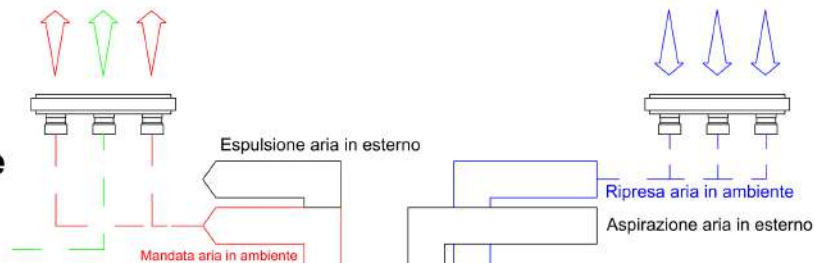 Espulsione aria in esterno
e
Ripresa aria in ambiente
Aspirazione aria in esterno
Mandata aria in ambiente